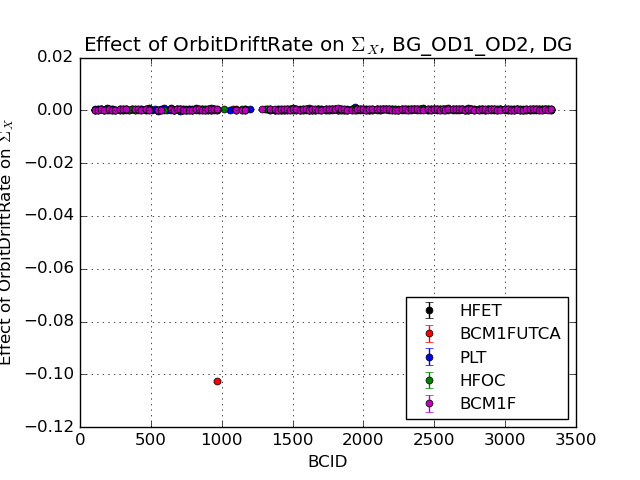 Effect of OrbitDriftRate on Σ_X, BG_OD1_OD2, DG
Effect of OrbitDriftRate on Σ_X
0.02
0.00
−0.02
−0.04
−0.06
−0.08
−0.10
−0.12
HFET
BCM1FUTCA
PLT
HFOC
BCM1F
0 500 1000 1500 2000 2500 3000 3500
BCID